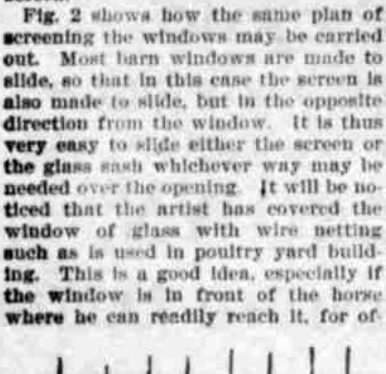 Fig. 2 shows how the same plan of
screening the windows may be carried
out. Most barn windows are made to
slide, so that in this case the screen is
also made to slide, but in the opposite
direction from the window. It is thus
very easy to slide either the screen or
the glass sash whichever way may be
needed over the opening. It will be no-
ticed that the artist has covered the
window of glass with wire netting
such as is used in poultry yard build-
ing. This is a good idea, especially if
the window is in front of the horse
where he can readily reach it, for of-